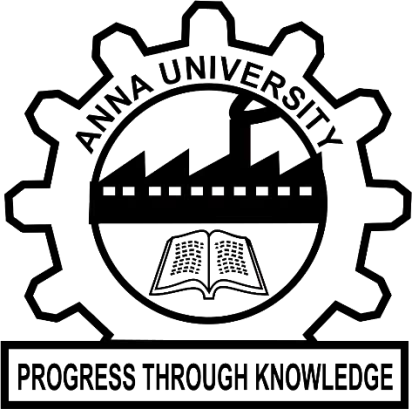 ANNA UNIVERSITY
PROGRESS THROUGH KNOWLEDGE